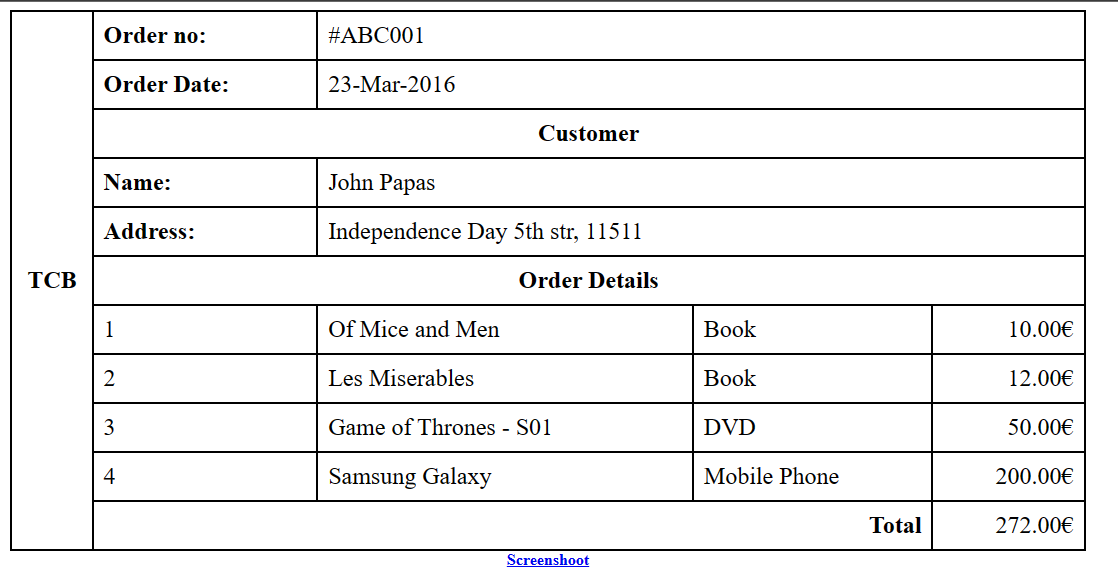 TCB
Order no: #ABC001
Order Date: 23-Mar-2016
Customer
Name: John Papas
Address: Independence Day 5th str, 11511
Order Details
1 Of Mice and Men Book 10.00€
2 Les Miserables Book 12.00€
3 Game of Thrones - S01 DVD 50.00€
4 Samsung Galaxy Mobile Phone 200.00€
Total 272.00€
Screenshoot